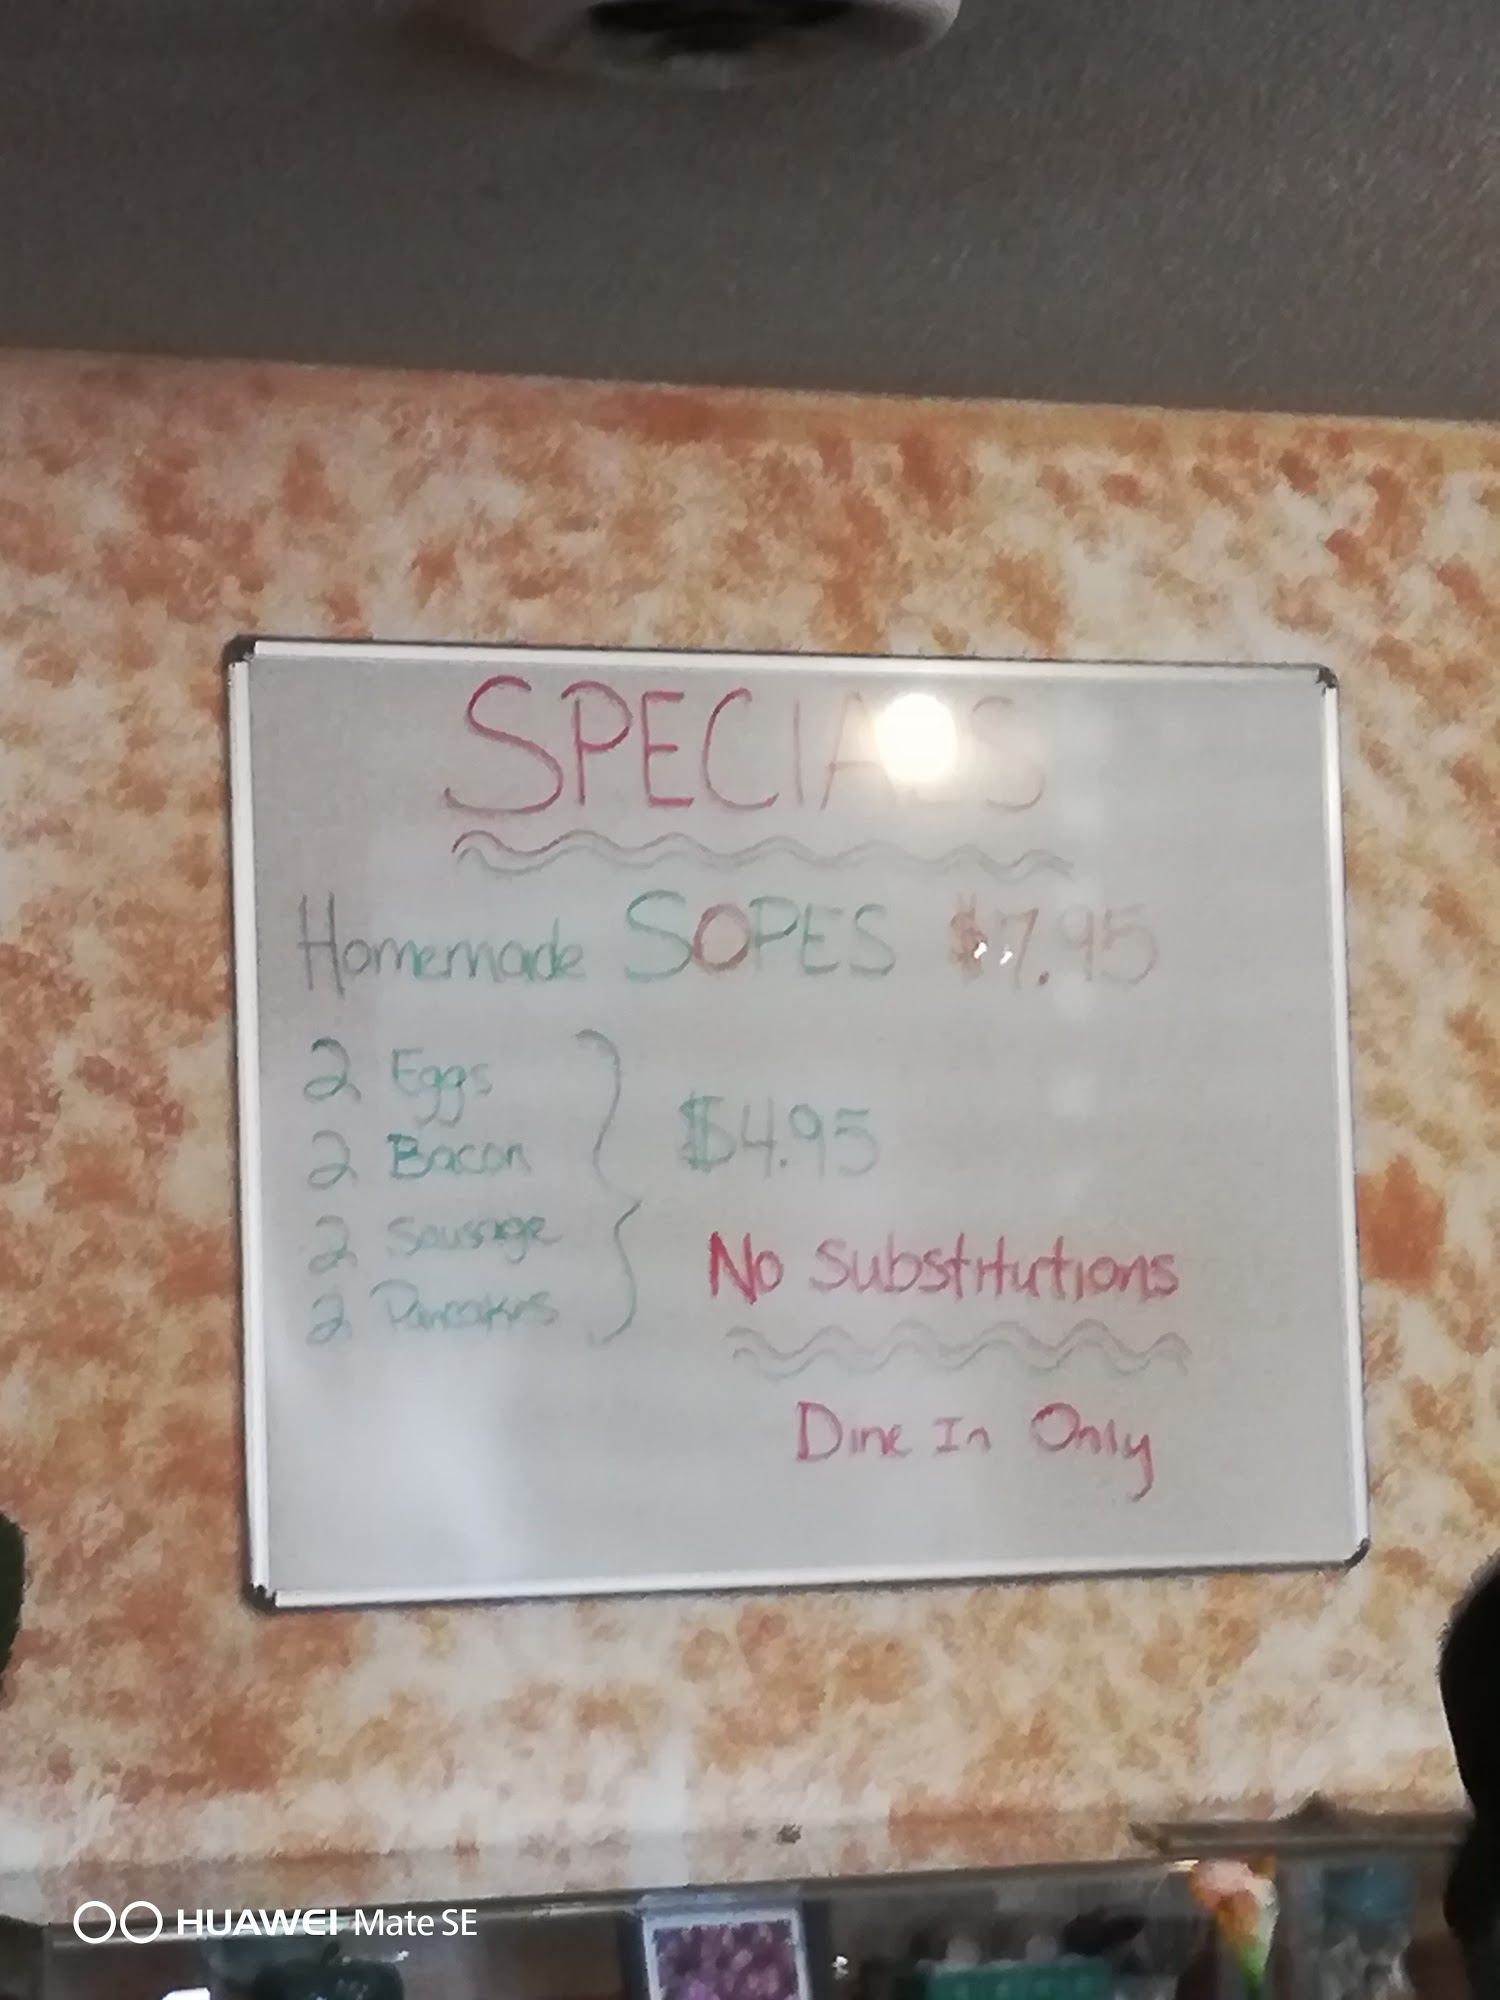 SPECIALS
Homemade SOPES $7.95
2 Eggs
2 Bacon
2 Sausage
2 Pancakes
$4.95
No Substitutions
Dine In Only
HUAWEI Mate SE